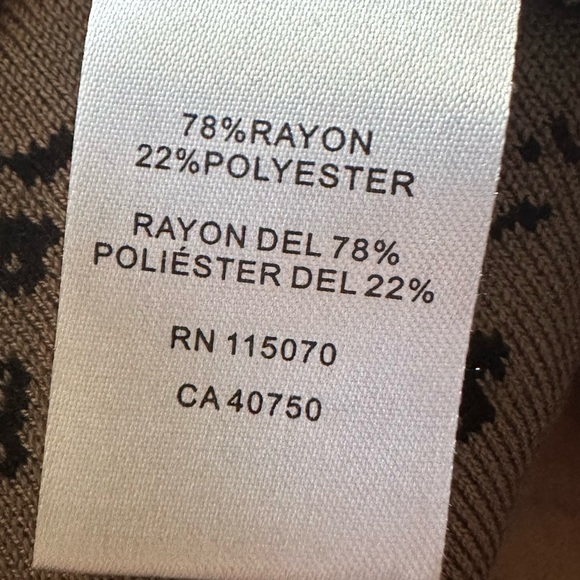 78%RAYON
22%POLYESTER
RAYON DEL 78%
POLIÉSTER DEL 22%
RN 115070
CA 40750